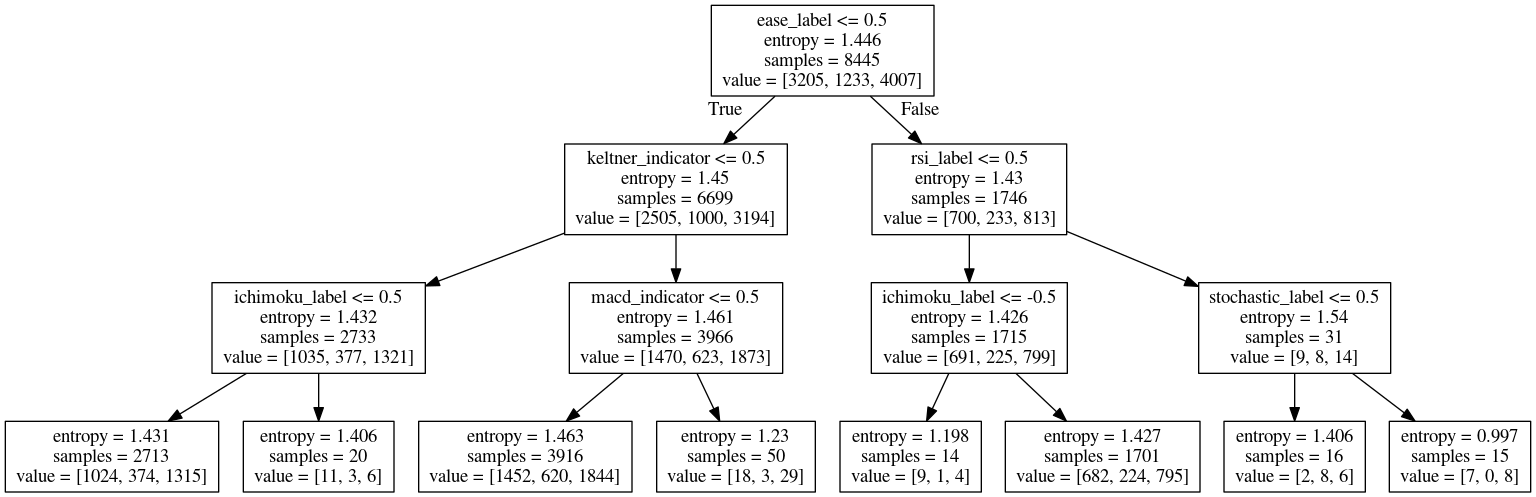 ease_label <= 0.5
entropy = 1.446
samples = 8445
value = [3205, 1233, 4007]
True
False
keltner_indicator <= 0.5
entropy = 1.45
samples = 6699
value = [2505, 1000, 3194]
rsi_label <= 0.5
entropy = 1.43
samples = 1746
value = [700, 233, 813]
ichimoku_label <= 0.5
entropy = 1.432
samples = 2733
value = [1035, 377, 1321]
macd_indicator <= 0.5
entropy = 1.461
samples = 3966
value = [1470, 623, 1873]
ichimoku_label <= -0.5
entropy = 1.426
samples = 1715
value = [691, 225, 799]
stochastic_label <= 0.5
entropy = 1.54
samples = 31
value = [9, 8, 14]
entropy = 1.431
samples = 2713
value = [1024, 374, 1315]
entropy = 1.406
samples = 20
value = [11, 3, 6]
entropy = 1.463
samples = 3916
value = [1452, 620, 1844]
entropy = 1.23
samples = 50
value = [18, 3, 29]
entropy = 1.198
samples = 14
value = [9, 1, 4]
entropy = 1.427
samples = 1701
value = [682, 224, 795]
entropy = 1.406
samples = 16
value = [2, 8, 6]
entropy = 0.997
samples = 15
value = [7, 0, 8]